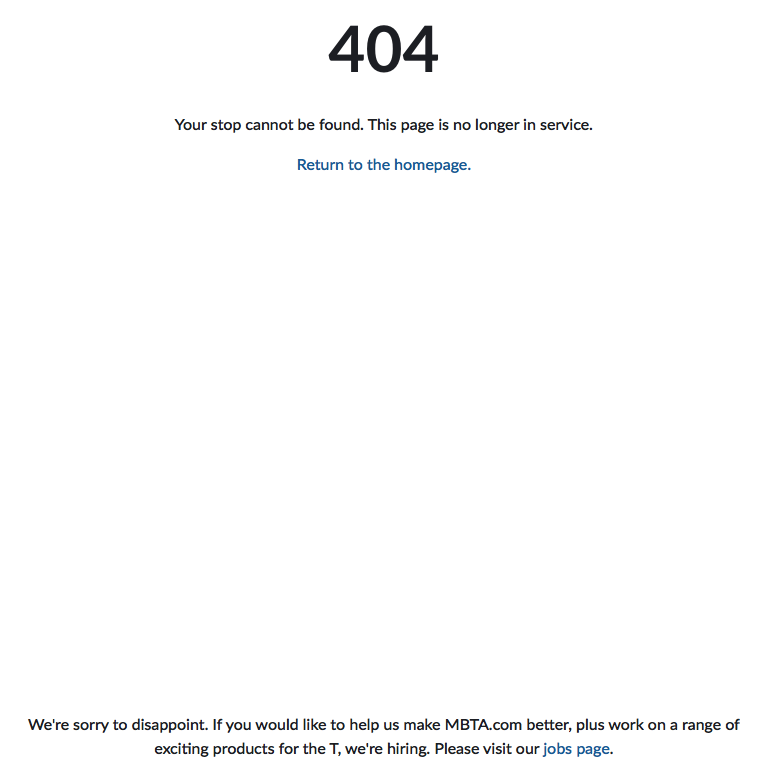 404
Your stop cannot be found. This page is no longer in service.
Return to the homepage.
We're sorry to disappoint. If you would like to help us make MBTA.com better, plus work on a range of
exciting products for the T, we're hiring. Please visit our jobs page.